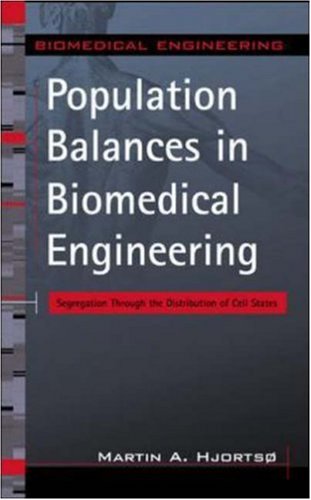 BIOMEDICAL ENGINEERING
Population
Balances in
Biomedical
Engineering
Segregation Through the Distribution of Cell States
MARTIN A. HJORTSØ